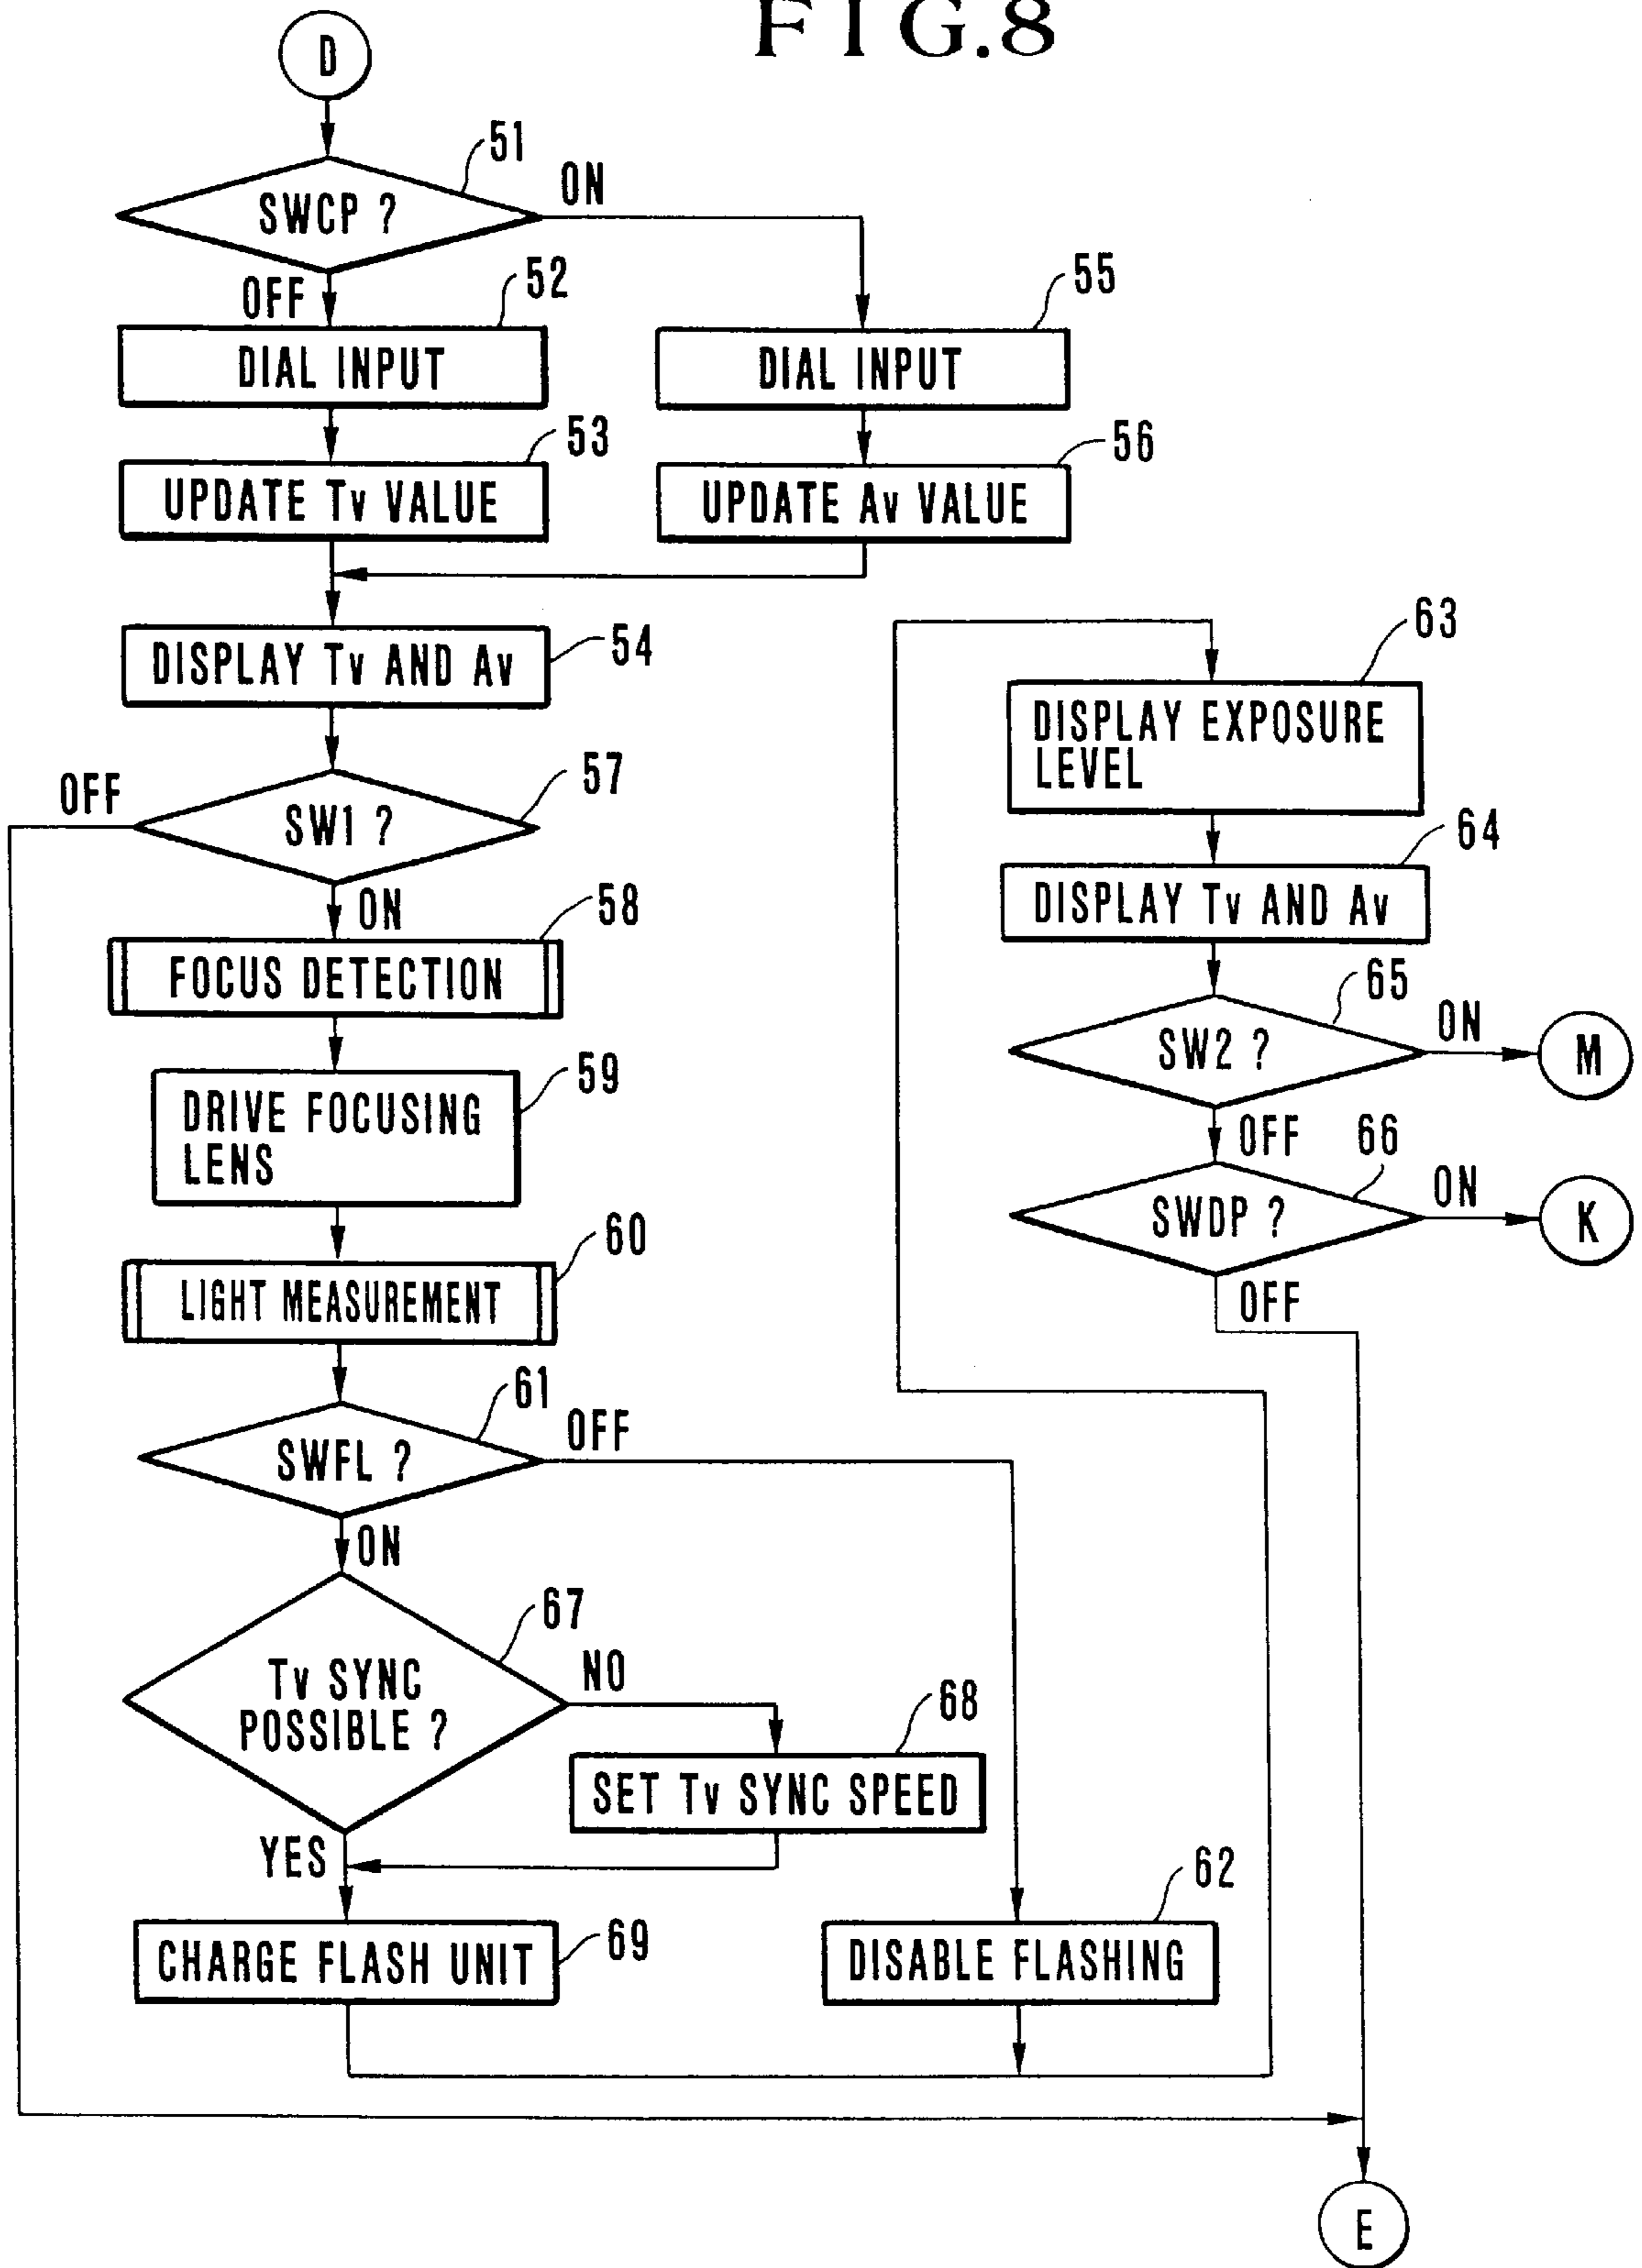 FIG.8
D
51
SWCP ?
ON
OFF
52
DIAL INPUT
55
DIAL INPUT
53
UPDATE Tv VALUE
56
UPDATE Av VALUE
54
DISPLAY Tv AND Av
57
SW1 ?
OFF
ON
58
FOCUS DETECTION
59
DRIVE FOCUSING
LENS
60
LIGHT MEASUREMENT
61
SWFL ?
OFF
ON
67
Tv SYNC
POSSIBLE ?
NO
68
SET Tv SYNC SPEED
YES
69
CHARGE FLASH UNIT
62
DISABLE FLASHING
63
DISPLAY EXPOSURE
LEVEL
64
DISPLAY Tv AND Av
65
SW2 ?
ON
M
OFF
66
SWDP ?
ON
K
OFF
E